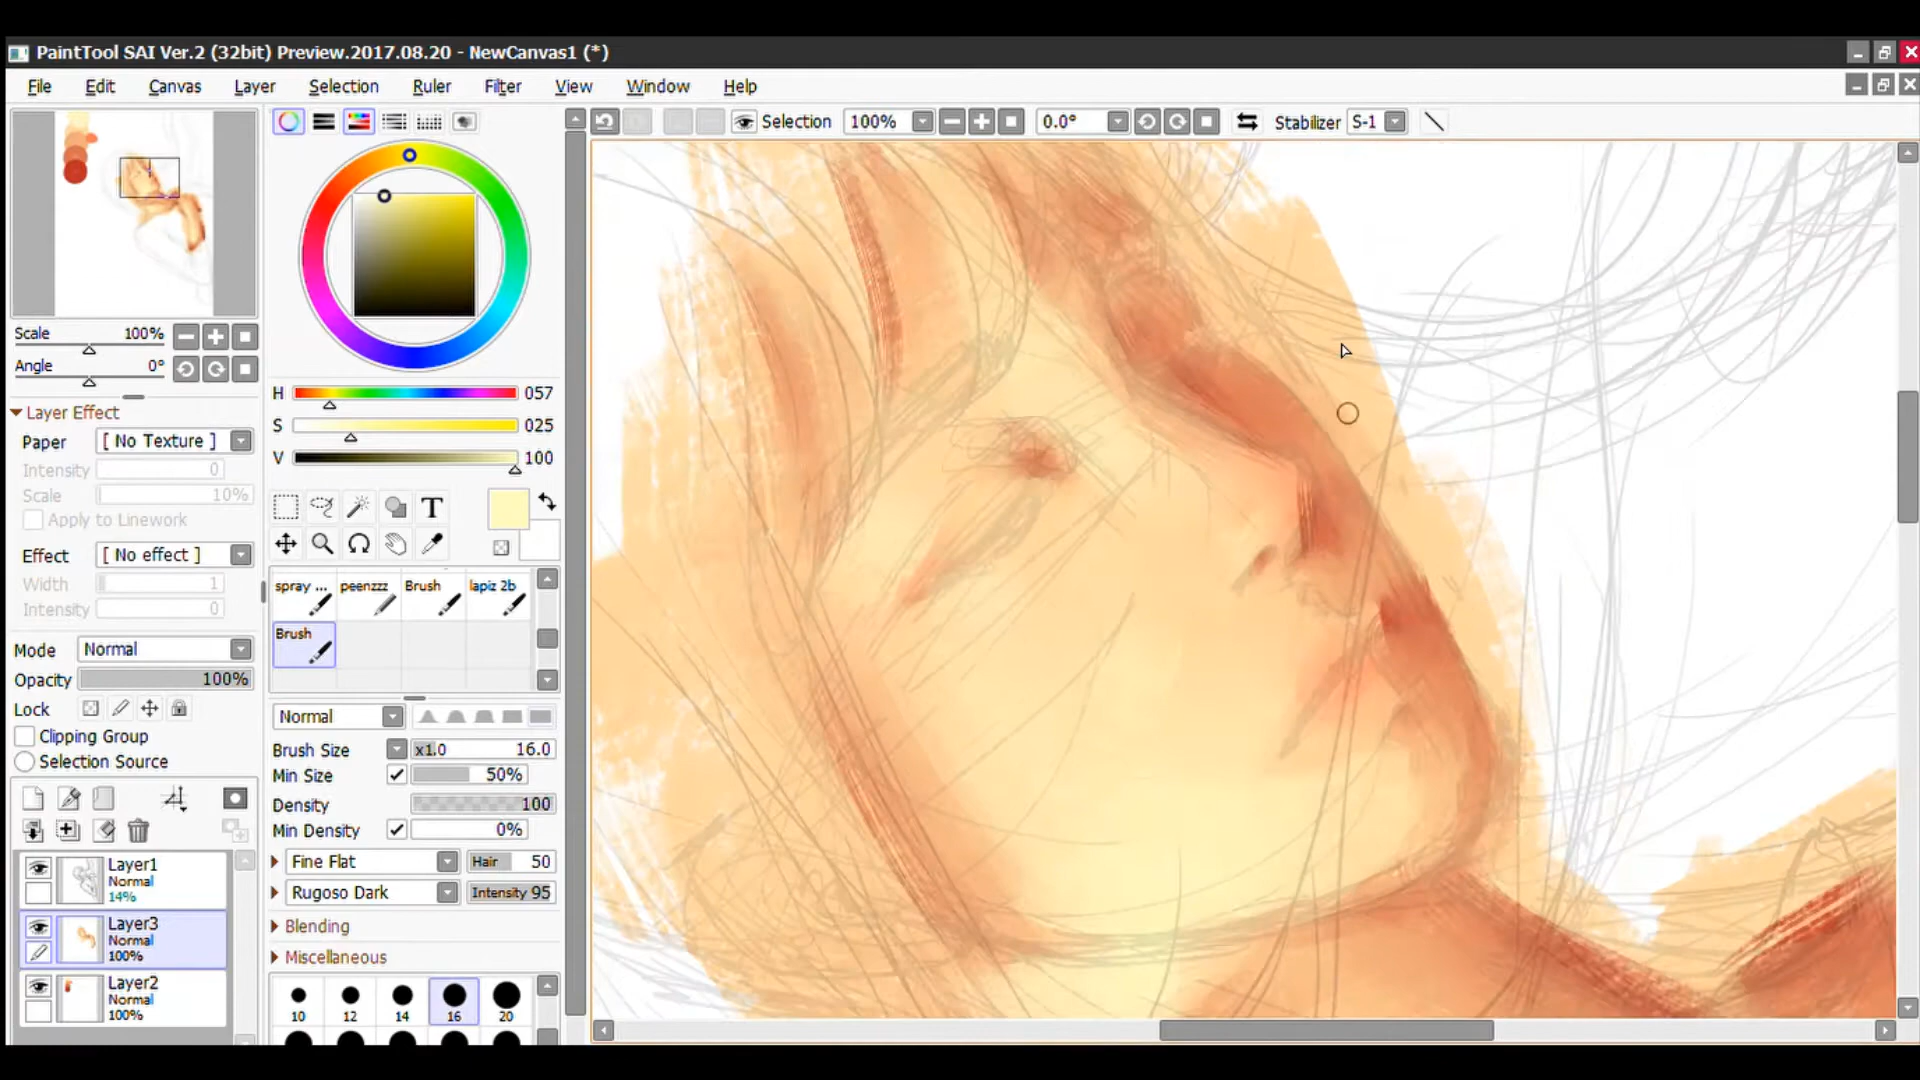 PaintTool SAI Ver.2 (32bit) Preview.2017.08.20 - NewCanvas1 (*)
File Edit Canvas Layer Selection Ruler Filter View Window Help
Selection 100% 0.0° Stabilizer S-1
Scale 100%
Angle 0°
Layer Effect
Paper [ No Texture ]
Intensity 0
Scale 10%
Apply to Linework
Effect [ No effect ]
Width 1
Intensity 0
Mode Normal
Opacity 100%
Lock
Clipping Group
Selection Source
Layer1
Normal
14%
Layer3
Normal
100%
Layer2
Normal
100%
H 057
S 025
V 100
T
spray ... peenzzz Brush lapiz 2b
Brush
Normal
Brush Size x1.0 16.0
Min Size 50%
Density 100
Min Density 0%
Fine Flat Hair 50
Rugoso Dark Intensity 95
Blending
Miscellaneous
10 12 14 16 20